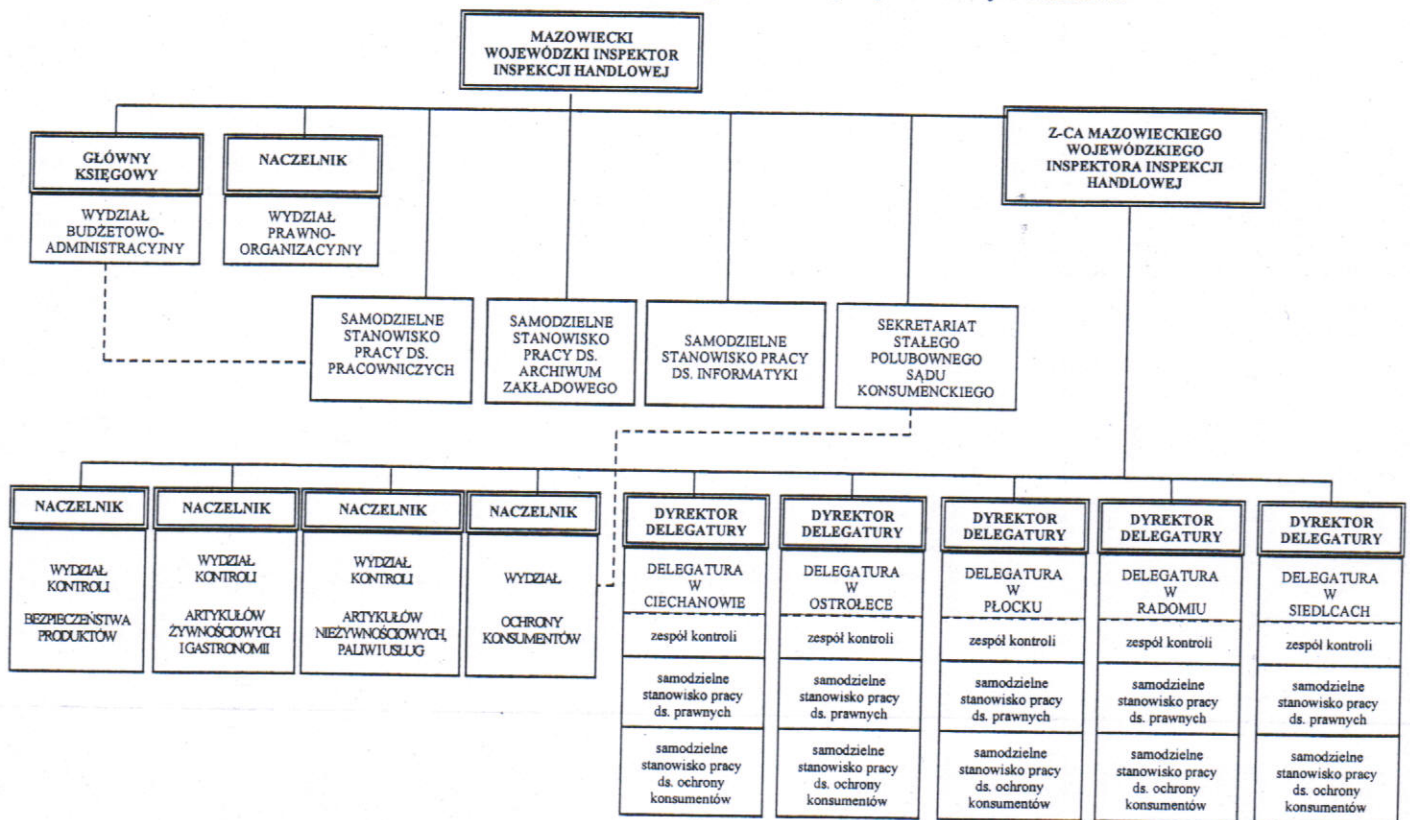 MAZOWIECKI
WOJEWÓDZKI INSPEKTOR
INSPEKCJI HANDLOWEJ
GŁÓWNY
KSIĘGOWY
WYDZIAŁ
BUDŻETOWO-
ADMINISTRACYJNY
NACZELNIK
WYDZIAŁ
PRAWNO-
ORGANIZACYJNY
Z-CA MAZOWIECKIEGO
WOJEWÓDZKIEGO
INSPEKTORA INSPEKCJI
HANDLOWEJ
SAMODZIELNE
STANOWISKO
PRACY DS.
PRACOWNICZYCH
SAMODZIELNE
STANOWISKO
PRACY DS.
ARCHIWUM
ZAKŁADOWEGO
SAMODZIELNE
STANOWISKO PRACY
DS. INFORMATYKI
SEKRETARIAT
STAŁEGO
POLUBOWNEGO
SĄDU
KONSUMENCKIEGO
NACZELNIK
WYDZIAŁ
KONTROLI
BEZPIECZEŃSTWA
PRODUKTÓW
NACZELNIK
WYDZIAŁ
KONTROLI
ARTYKUŁÓW
ŻYWNOŚCIOWYCH
I GASTRONOMII
NACZELNIK
WYDZIAŁ
KONTROLI
ARTYKUŁÓW
NIEŻYWNOŚCIOWYCH,
PALIW I USŁUG
NACZELNIK
WYDZIAŁ
OCHRONY
KONSUMENTÓW
DYREKTOR
DELEGATURY
DELEGATURA
W
CIECHANOWIE
zespół kontroli
samodzielne
stanowisko pracy
ds. prawnych
samodzielne
stanowisko pracy
ds. ochrony
konsumentów
DYREKTOR
DELEGATURY
DELEGATURA
W
OSTROŁECE
zespół kontroli
samodzielne
stanowisko pracy
ds. prawnych
samodzielne
stanowisko pracy
ds. ochrony
konsumentów
DYREKTOR
DELEGATURY
DELEGATURA
W
PŁOCKU
zespół kontroli
samodzielne
stanowisko pracy
ds. prawnych
samodzielne
stanowisko pracy
ds. ochrony
konsumentów
DYREKTOR
DELEGATURY
DELEGATURA
W
RADOMIU
zespół kontroli
samodzielne
stanowisko pracy
ds. prawnych
samodzielne
stanowisko pracy
ds. ochrony
konsumentów
DYREKTOR
DELEGATURY
DELEGATURA
W
SIEDLCACH
zespół kontroli
samodzielne
stanowisko pracy
ds. prawnych
samodzielne
stanowisko pracy
ds. ochrony
konsumentów